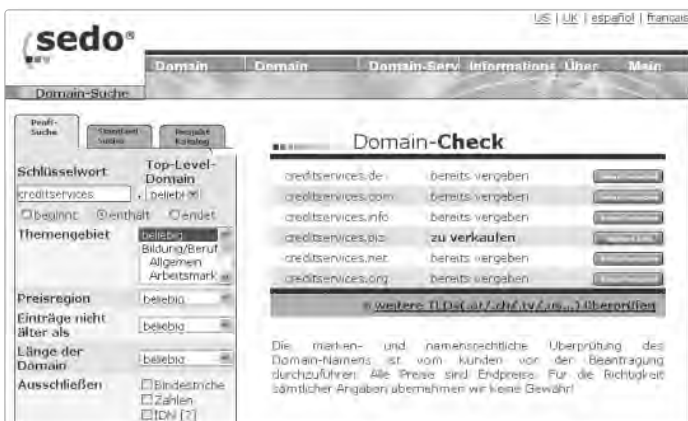 US | UK | español | français
sedo®
Domain Domain Domain-Serv Informations Über Mein
Domain-Suche
Profi-Suche
Standard Suche
Projekt Katalog
Schlüsselwort
Top-Level-Domain
creditservices . beliebi
beginnt enthält endet
Themengebiet
beliebig
Bildung/Beruf
Allgemein
Arbeitsmark
Preisregion beliebig
Einträge nicht
älter als beliebig
Länge der
Domain beliebig
Ausschließen Bindestriche
Zahlen
IDN [?]
Domain-Check
creditservices.de bereits vergeben
creditservices.com bereits vergeben
creditservices.info bereits vergeben
creditservices.biz zu verkaufen
creditservices.net bereits vergeben
creditservices.org bereits vergeben
weitere TLDs(.at/.ch/.tv/.us...) überprüfen
Die marken- und namensrechtliche Überprüfung des
Domain-Namens ist vom Kunden vor der Beantragung
durchzuführen. Alle Preise sind Endpreise. Für die Richtigkeit
sämtlicher Angaben übernehmen wir keine Gewähr!